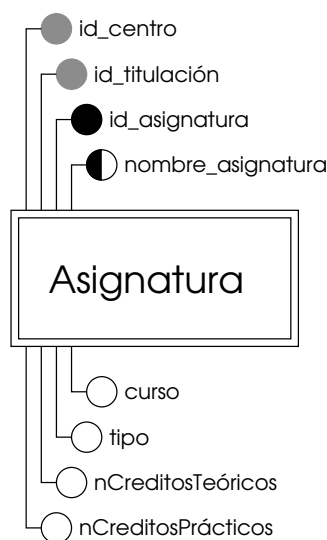 id_centro
id_titulación
id_asignatura
nombre_asignatura
Asignatura
curso
tipo
nCreditosTeóricos
nCreditosPrácticos